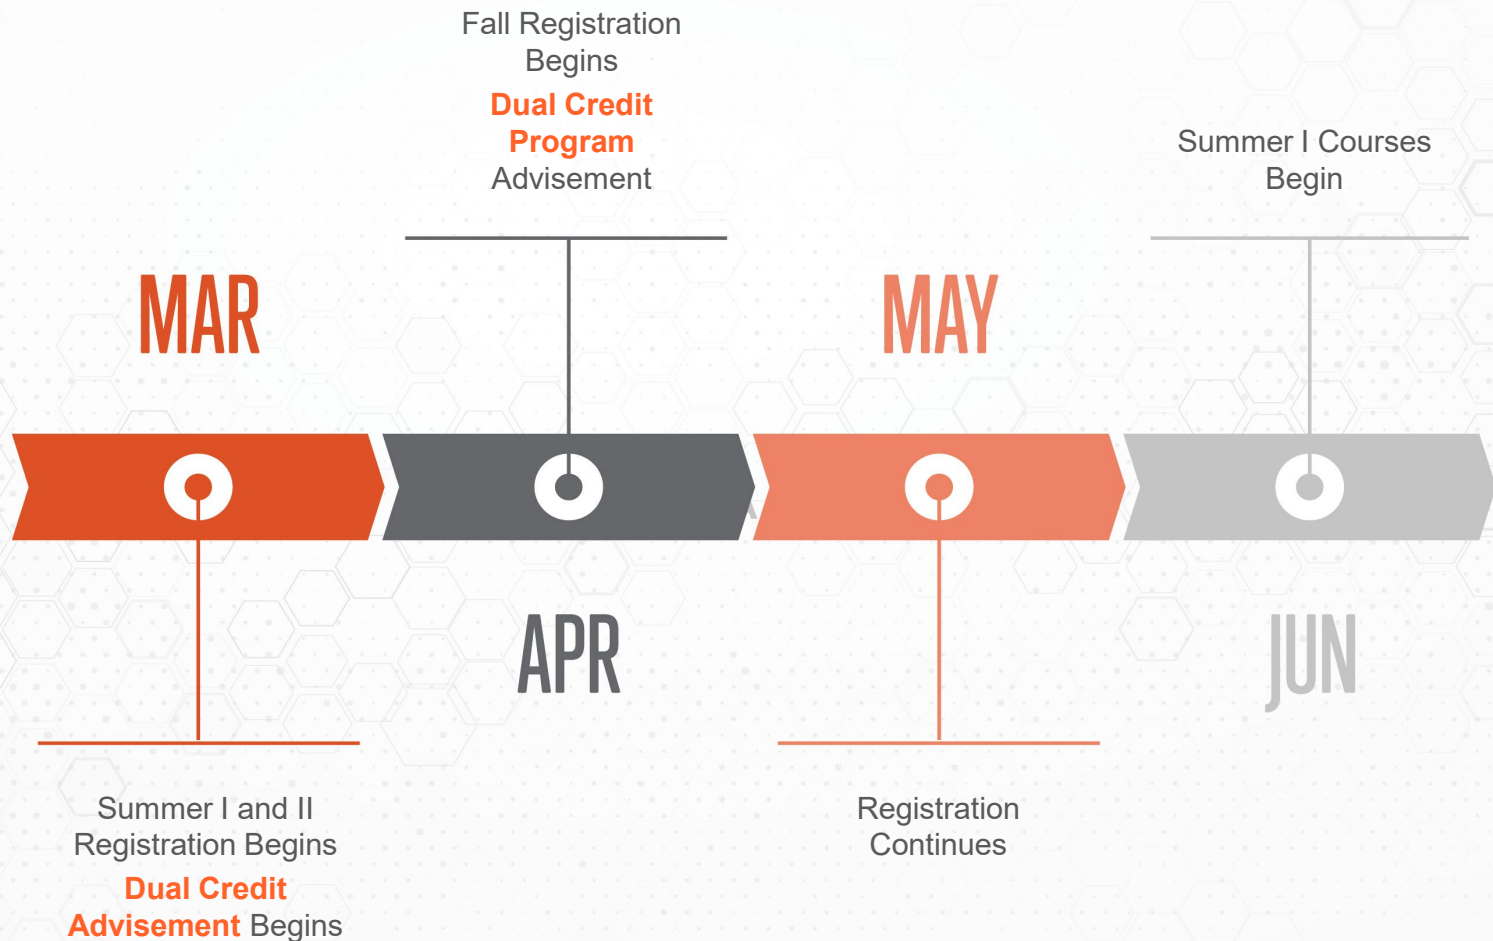 Fall Registration
Begins
Dual Credit
Program
Advisement
Summer I Courses
Begin
MAR
MAY
APR
JUN
Summer I and II
Registration Begins
Dual Credit
Advisement Begins
Registration
Continues